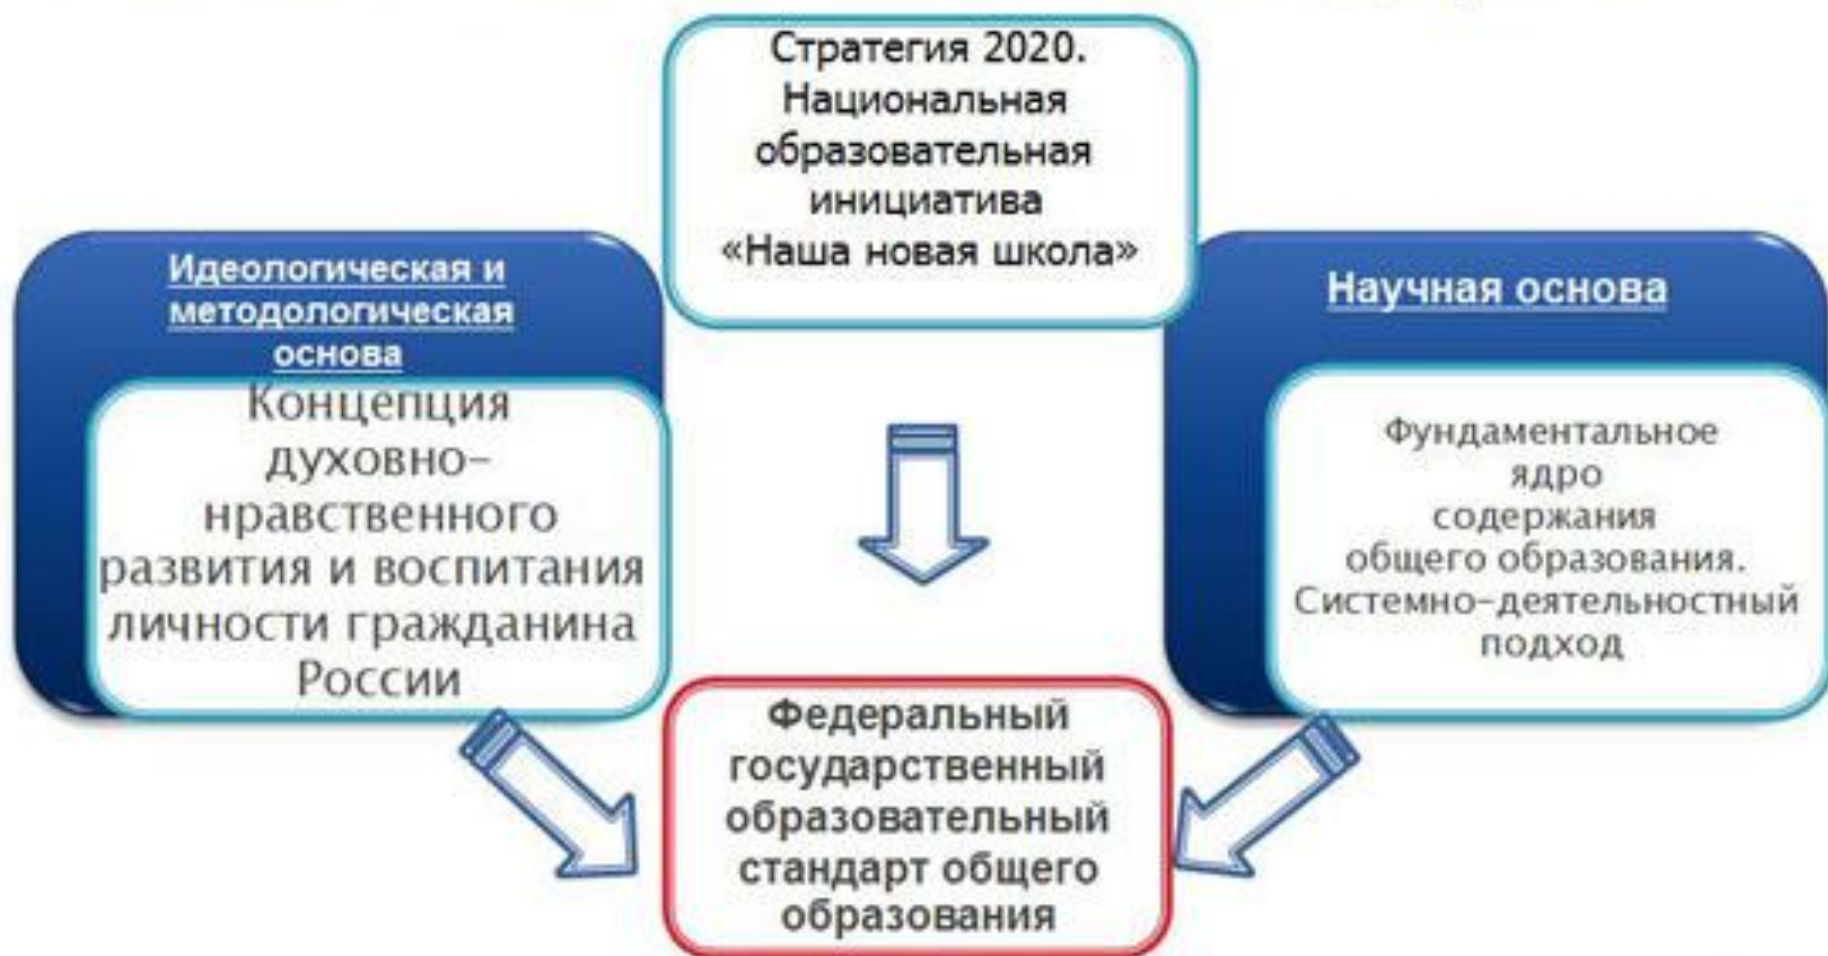 Стратегия 2020.
Национальная
образовательная
инициатива
«Наша новая школа»
Идеологическая и
методологическая
основа
Концепция
духовно-
нравственного
развития и воспитания
личности гражданина
России
Научная основа
Фундаментальное
ядро
содержания
общего образования.
Системно-деятельностный
подход
Федеральный
государственный
образовательный
стандарт общего
образования